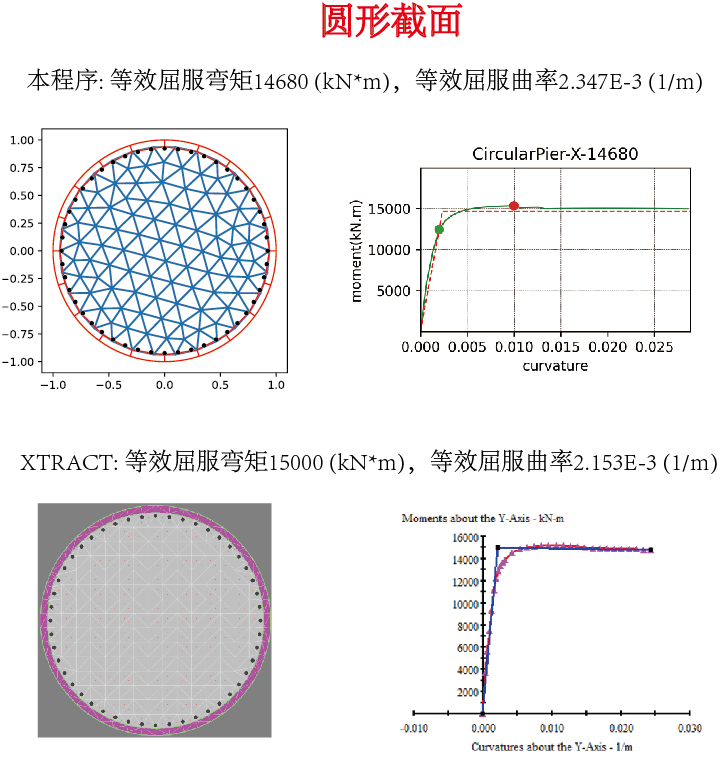 圆形截面
本程序: 等效屈服弯矩14680 (kN*m)，等效屈服曲率2.347E-3 (1/m)
1.00
0.75
0.50
0.25
0.00
−0.25
−0.50
−0.75
−1.00
−1.0 −0.5 0.0 0.5 1.0
CircularPier-X-14680
moment(kN.m)
15000
10000
5000
0.000 0.005 0.010 0.015 0.020 0.025
curvature
XTRACT: 等效屈服弯矩15000 (kN*m)，等效屈服曲率2.153E-3 (1/m)
Moments about the Y-Axis - kN-m
16000
14000
12000
10000
8000
6000
4000
2000
-0.010 0.000 0.010 0.020 0.030
Curvatures about the Y-Axis - 1/m